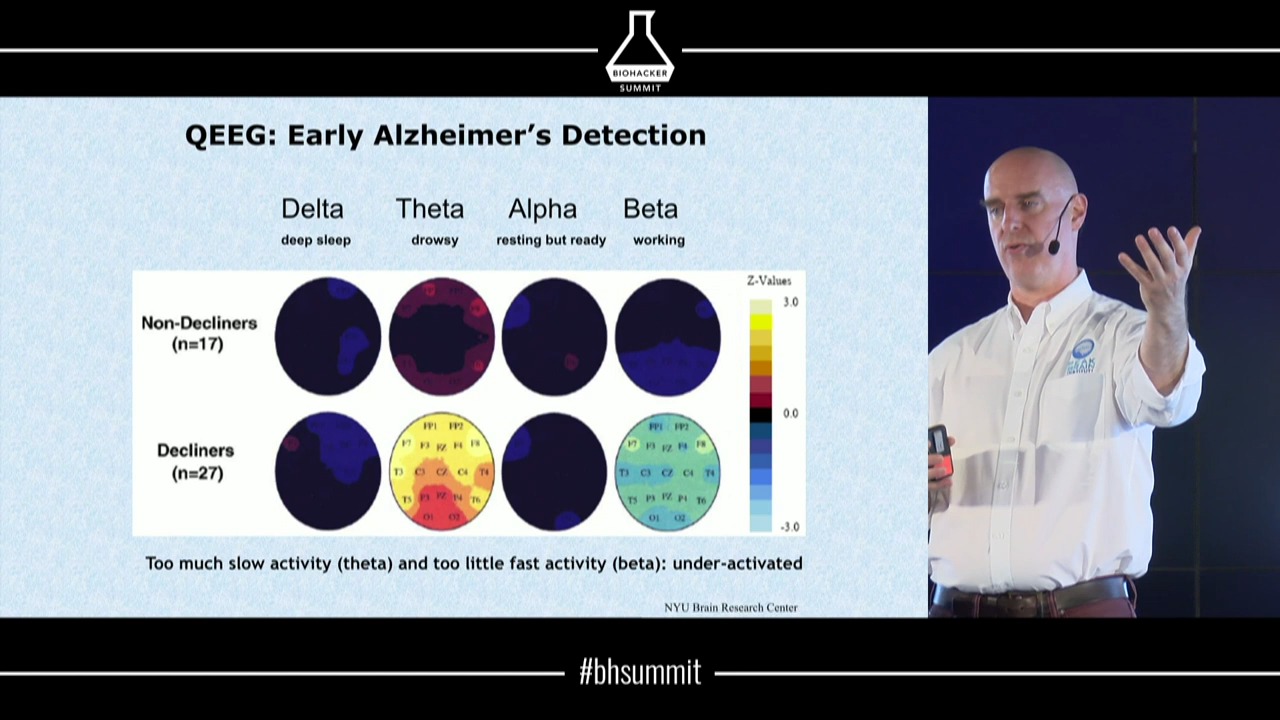 BIOHACKER
SUMMIT
QEEG: Early Alzheimer’s Detection
Delta Theta Alpha Beta
deep sleep drowsy resting but ready working
Z-Values
3.0
Non-Decliners
(n=17)
0.0
FP1 FP2 FP1 FP2
F7 F3 FZ F4 F8 F7 F3 FZ F4 F8
Decliners
(n=27)
T3 C3 CZ C4 T4 T3 C3 CZ C4 T4
T5 P3 PZ P4 T6 T5 P3 PZ P4 T6
O1 O2 O1 O2
-3.0
Too much slow activity (theta) and too little fast activity (beta): under-activated
NYU Brain Research Center
PEAK
BRAIN
INSTITUTE
#bhsummit